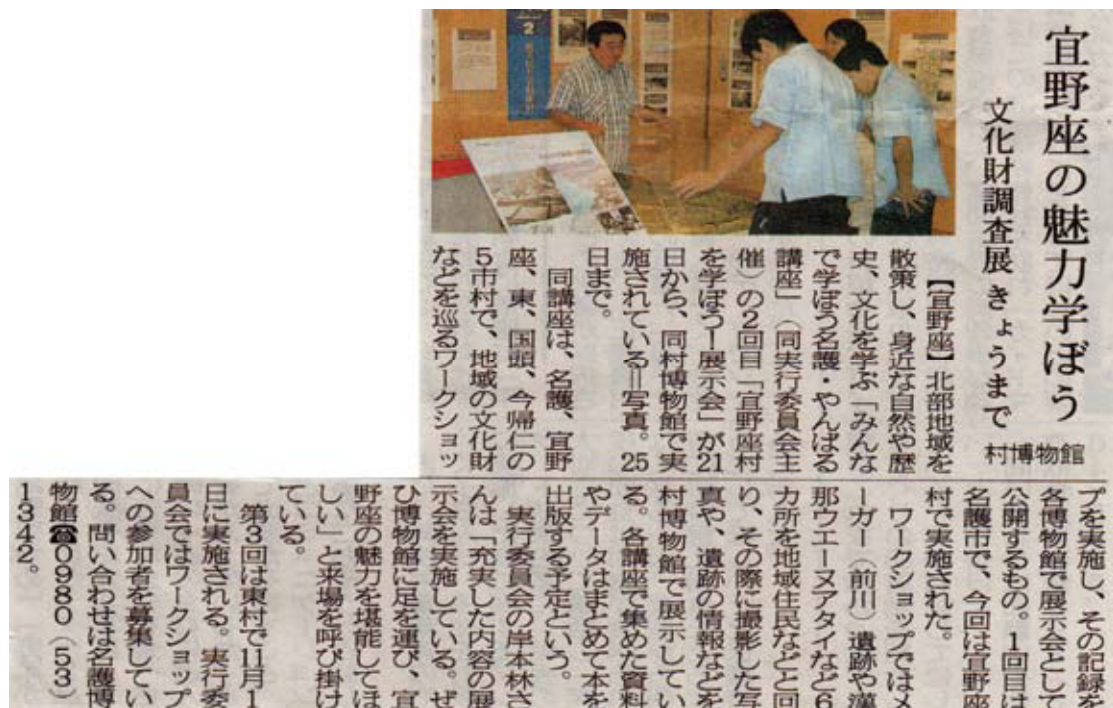 宜野座の魅力学ぼう
文化財調査展 きょうまで
村博物館
【宜野座】北部地域を
散策し、身近な自然や歴
史、文化を学ぶ「みんな
で学ぼう名護・やんばる
講座」（同実行委員会主
催）の2回目「宜野座村
を学ぼう！展示会」が21
日から、同村博物館で実
施されている＝写真。25
日まで。
同講座は、名護、宜野
座、東、国頭、今帰仁の
5市村で、地域の文化財
などを巡るワークショッ
プを実施し、その記録を
各博物館で展示会として
公開するもの。1回目は
名護市で、今回は宜野座
村で実施された。
ワークショップではメ
ーガー（前川）遺跡や漢
那ウエーヌアタイなど6
カ所を地域住民などと回
り、その際に撮影した写
真や、遺跡の情報などを
村博物館で展示してい
る。各講座で集めた資料
やデータはまとめて本を
出版する予定という。
実行委員会の岸本林さ
んは「充実した内容の展
示会を実施している。ぜ
ひ博物館に足を運び、宜
野座の魅力を堪能してほ
しい」と来場を呼び掛け
ている。
第3回は東村で11月1
日に実施される。実行委
員会ではワークショップ
への参加者を募集してい
る。問い合わせは名護博
物館☎0980（53）
1342。
2